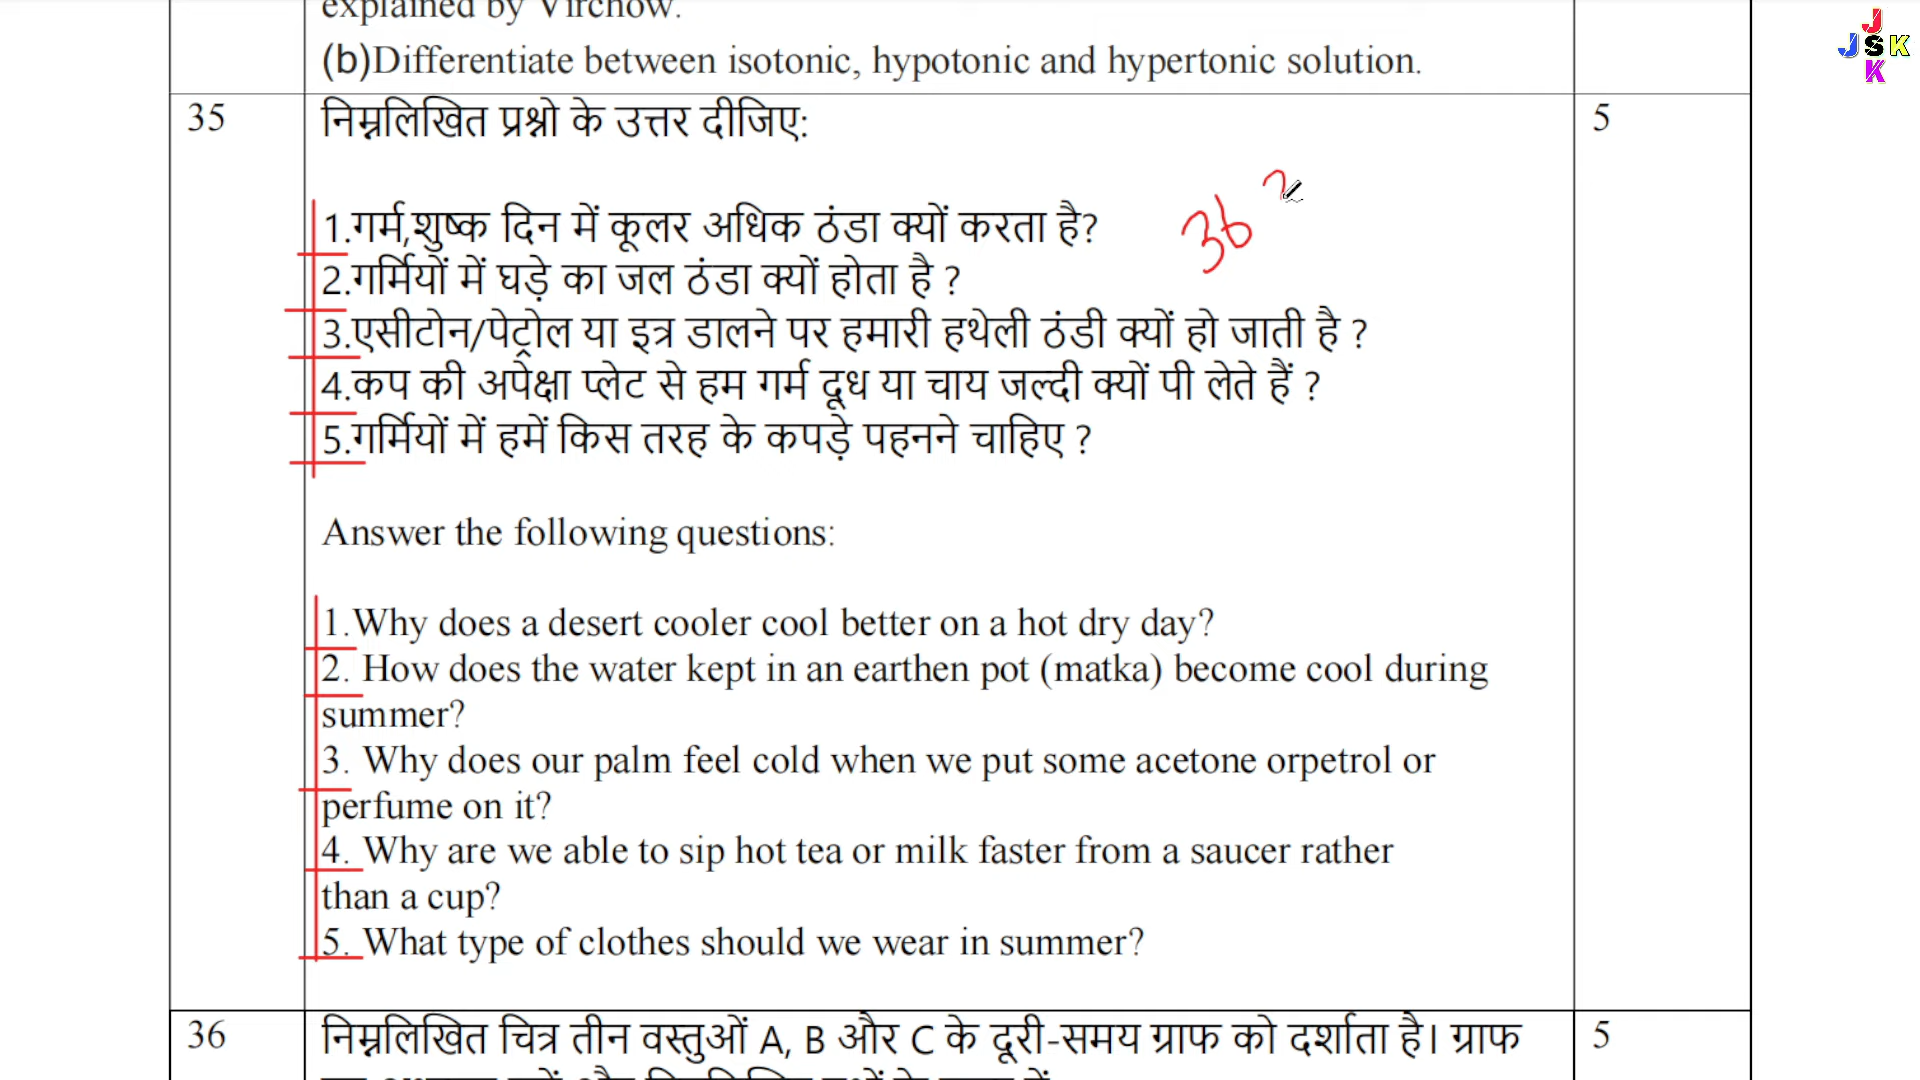 explained by Virchow.
(b)Differentiate between isotonic, hypotonic and hypertonic solution.
J
J S K
K
35
निम्नलिखित प्रश्नो के उत्तर दीजिए:
5
36
1.गर्म,शुष्क दिन में कूलर अधिक ठंडा क्यों करता है?
2.गर्मियों में घड़े का जल ठंडा क्यों होता है ?
3.एसीटोन/पेट्रोल या इत्र डालने पर हमारी हथेली ठंडी क्यों हो जाती है ?
4.कप की अपेक्षा प्लेट से हम गर्म दूध या चाय जल्दी क्यों पी लेते हैं ?
5.गर्मियों में हमें किस तरह के कपड़े पहनने चाहिए ?
Answer the following questions:
1.Why does a desert cooler cool better on a hot dry day?
2. How does the water kept in an earthen pot (matka) become cool during
summer?
3. Why does our palm feel cold when we put some acetone orpetrol or
perfume on it?
4. Why are we able to sip hot tea or milk faster from a saucer rather
than a cup?
5. What type of clothes should we wear in summer?
36
निम्नलिखित चित्र तीन वस्तुओं A, B और C के दूरी-समय ग्राफ को दर्शाता है। ग्राफ
5